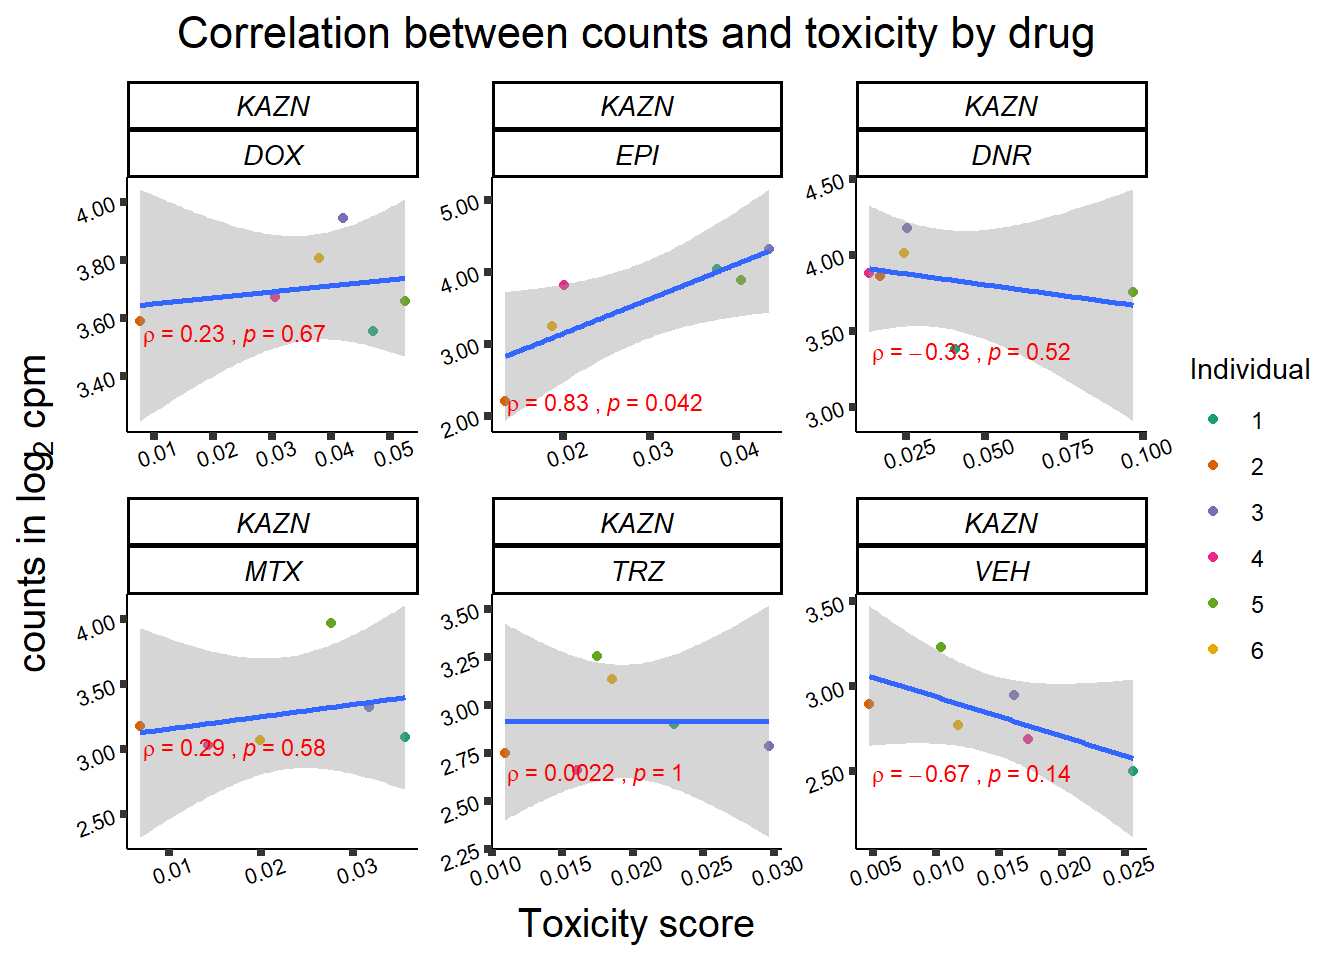 Correlation between counts and toxicity by drug
KAZN
DOX
4.00
3.80
3.60
3.40
ρ = 0.23 , p = 0.67
0.01 0.02 0.03 0.04 0.05
KAZN
EPI
5.00
4.00
3.00
2.00
ρ = 0.83 , p = 0.042
0.02 0.03 0.04
KAZN
DNR
4.50
4.00
3.50
3.00
ρ = −0.33 , p = 0.52
0.025 0.050 0.075 0.100
KAZN
MTX
4.00
3.50
3.00
2.50
ρ = 0.29 , p = 0.58
0.01 0.02 0.03
KAZN
TRZ
3.50
3.25
3.00
2.75
2.50
2.25
ρ = 0.0022 , p = 1
0.010 0.015 0.020 0.025 0.030
KAZN
VEH
3.50
3.00
2.50
ρ = −0.67 , p = 0.14
0.005 0.010 0.015 0.020 0.025
counts in log2 cpm
Toxicity score
Individual
1
2
3
4
5
6